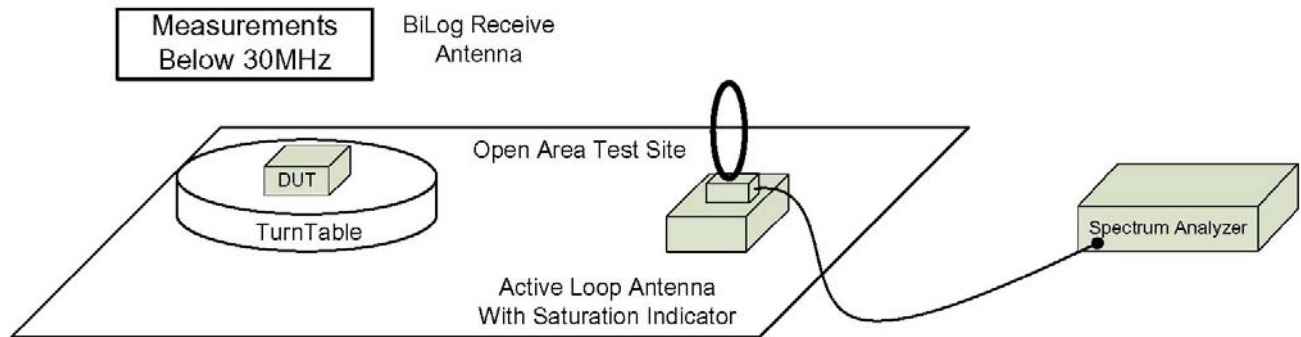 Measurements
Below 30MHz
BiLog Receive
Antenna
Open Area Test Site
DUT
TurnTable
Spectrum Analyzer
Active Loop Antenna
With Saturation Indicator